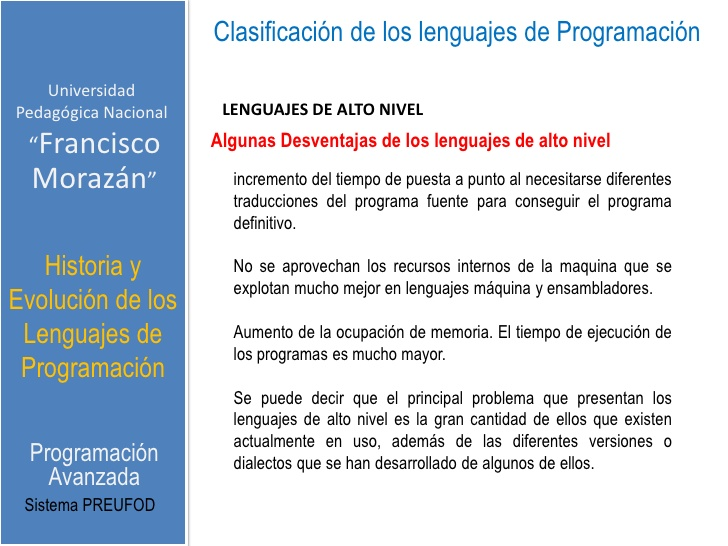 Clasificación de los lenguajes de Programación
Universidad
Pedagógica Nacional
“Francisco
Morazán”
Historia y
Evolución de los
Lenguajes de
Programación
Programación
Avanzada
Sistema PREUFOD
LENGUAJES DE ALTO NIVEL
Algunas Desventajas de los lenguajes de alto nivel
incremento del tiempo de puesta a punto al necesitarse diferentes
traducciones del programa fuente para conseguir el programa
definitivo.
No se aprovechan los recursos internos de la maquina que se
explotan mucho mejor en lenguajes máquina y ensambladores.
Aumento de la ocupación de memoria. El tiempo de ejecución de
los programas es mucho mayor.
Se puede decir que el principal problema que presentan los
lenguajes de alto nivel es la gran cantidad de ellos que existen
actualmente en uso, además de las diferentes versiones o
dialectos que se han desarrollado de algunos de ellos.